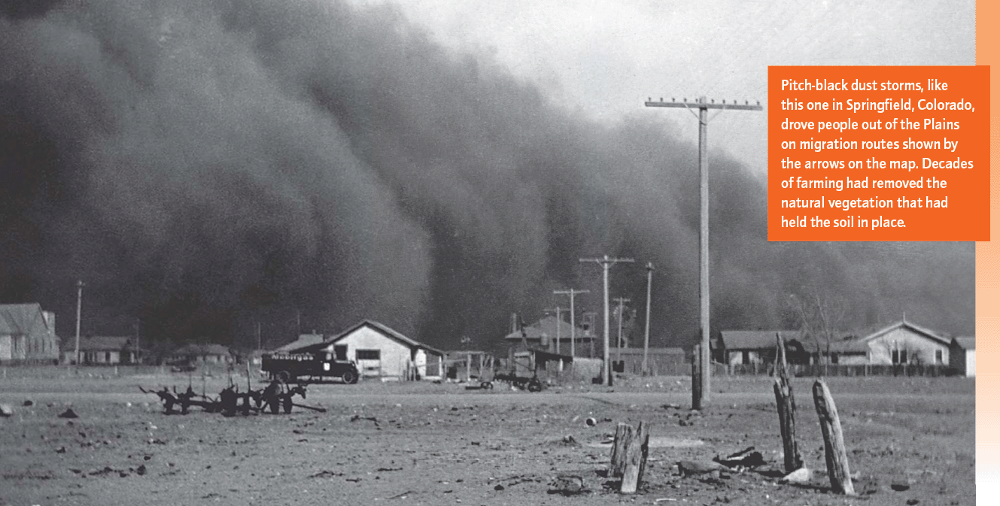 Pitch-black dust storms, like
this one in Springfield, Colorado,
drove people out of the Plains
on migration routes shown by
the arrows on the map. Decades
of farming had removed the
natural vegetation that had
held the soil in place.
Mobilgas